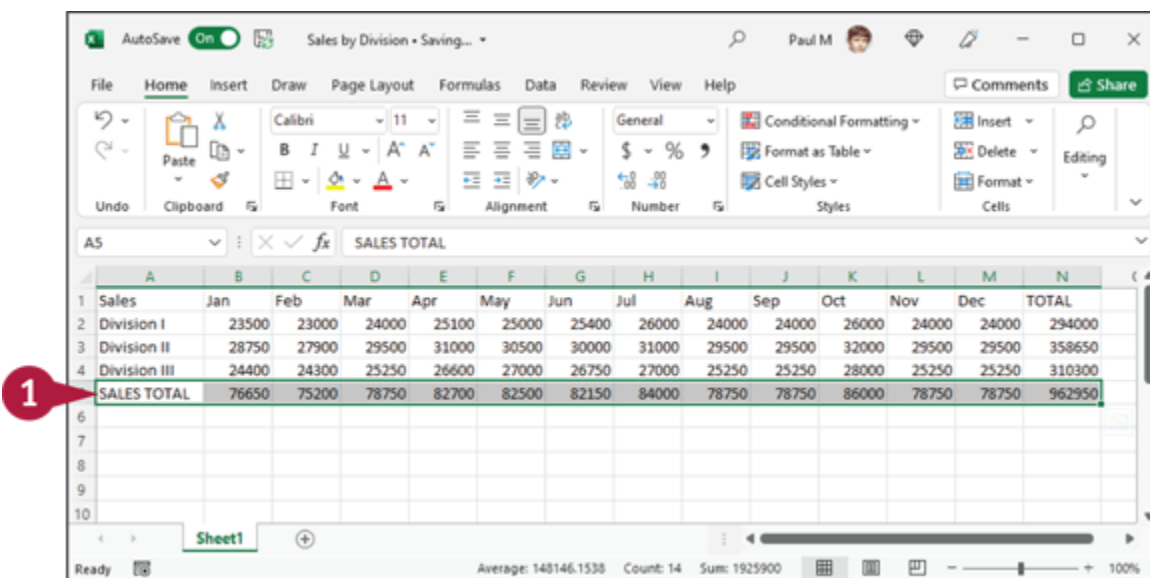 AutoSave On Sales by Division • Saving... Paul M
File Home Insert Draw Page Layout Formulas Data Review View Help Comments Share
Calibri 11 General Conditional Formatting Insert
Paste B I U A A $ % 9 Format as Table Delete Editing
A Cell Styles Format
Undo Clipboard Font Alignment Number Styles Cells
A5 fx SALES TOTAL
A B C D E F G H I J K L M N
1 Sales Jan Feb Mar Apr May Jun Jul Aug Sep Oct Nov Dec TOTAL
2 Division I 23500 23000 24000 25100 25000 25400 26000 24000 24000 26000 24000 24000 294000
3 Division II 28750 27900 29500 31000 30500 30000 31000 29500 29500 32000 29500 29500 358650
4 Division III 24400 24300 25250 26600 27000 26750 27000 25250 25250 28000 25250 25250 310300
1 SALES TOTAL 76650 75200 78750 82700 82500 82150 84000 78750 78750 86000 78750 78750 962950
6
7
8
9
10
Sheet1
Ready Average: 148146.1538 Count: 14 Sum: 1925900 100%